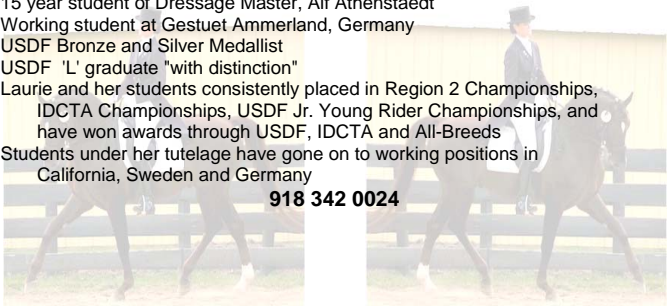 15 year student of Dressage Master, Alf Athenstaedt
Working student at Gestuet Ammerland, Germany
USDF Bronze and Silver Medallist
USDF 'L' graduate "with distinction"
Laurie and her students consistently placed in Region 2 Championships,
IDCTA Championships, USDF Jr. Young Rider Championships, and
have won awards through USDF, IDCTA and All-Breeds
Students under her tutelage have gone on to working positions in
California, Sweden and Germany
918 342 0024